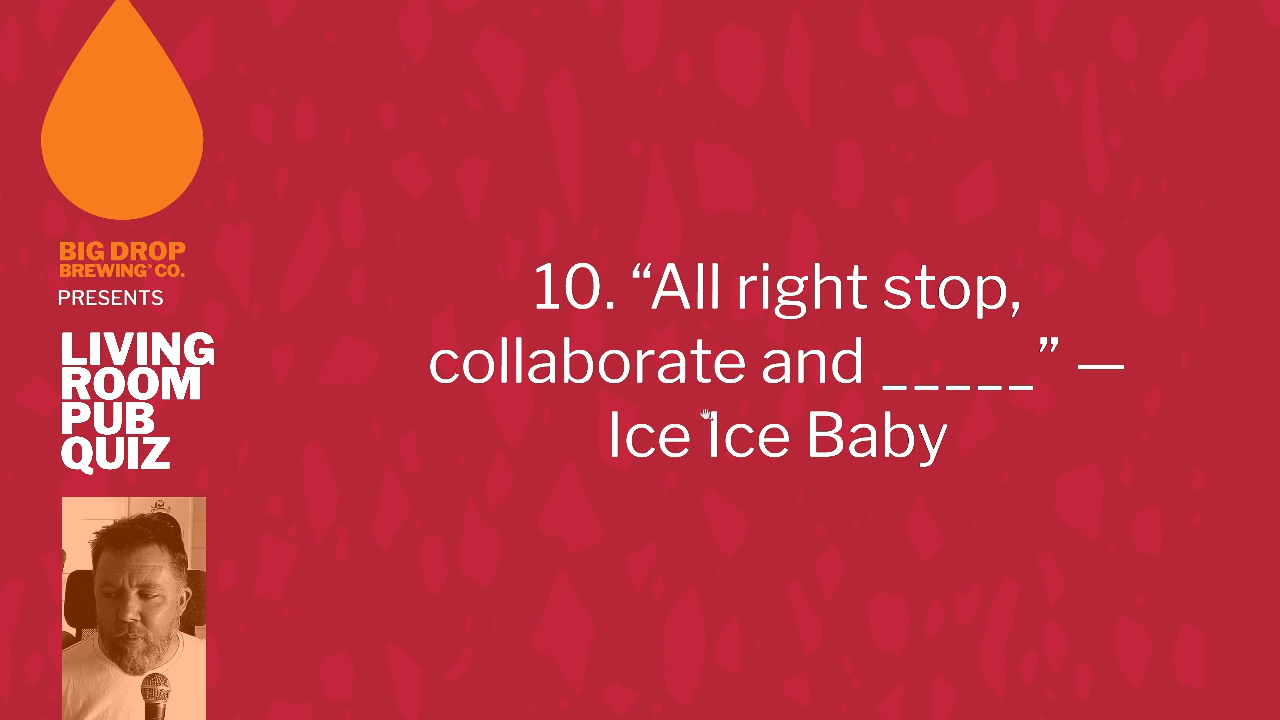 BIG DROP
BREWING® CO.
PRESENTS
LIVING
ROOM
PUB
QUIZ
10. “All right stop,
collaborate and _____” —
Ice Ice Baby